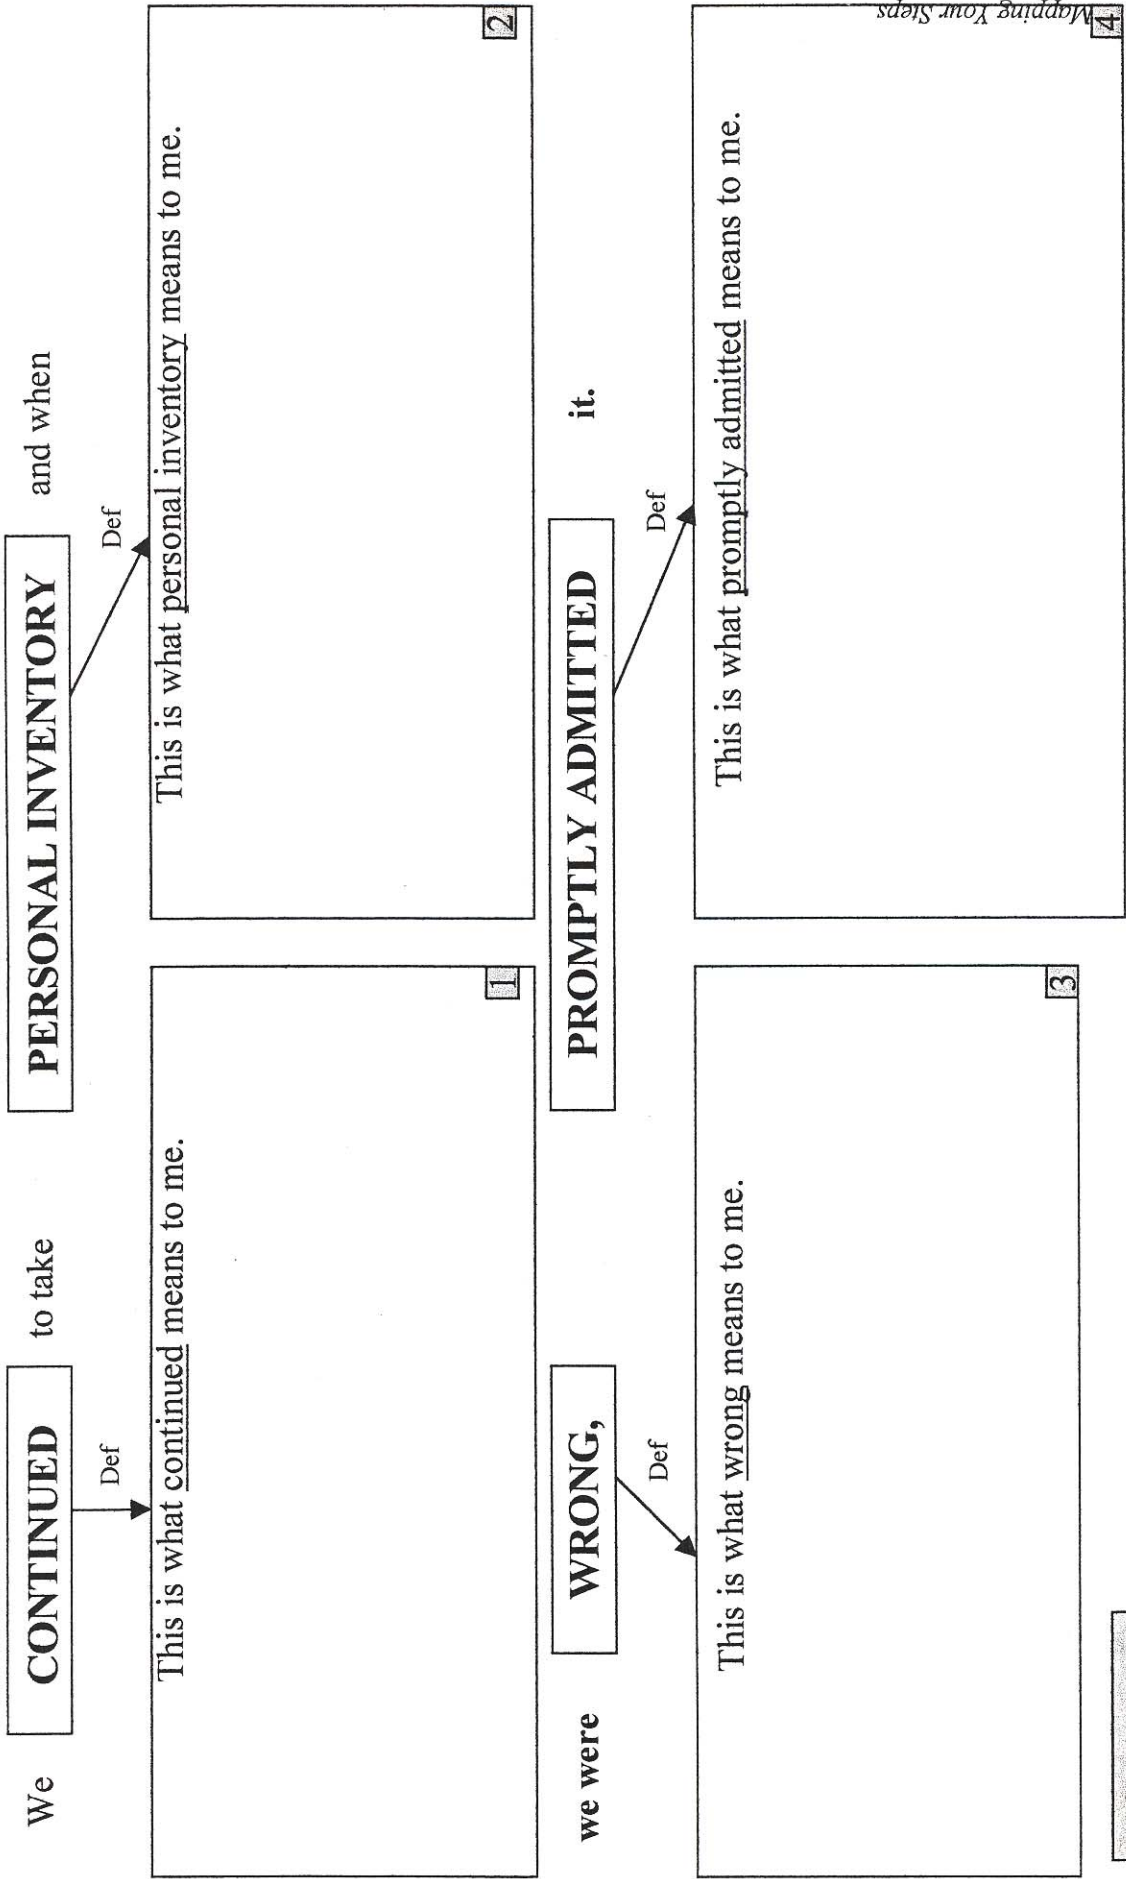 We CONTINUED to take PERSONAL INVENTORY and when
Def Def
This is what continued means to me.
1
This is what personal inventory means to me.
2
we were WRONG, PROMPTLY ADMITTED it.
Def Def
This is what wrong means to me.
3
This is what promptly admitted means to me.
4
Mapping Your Steps